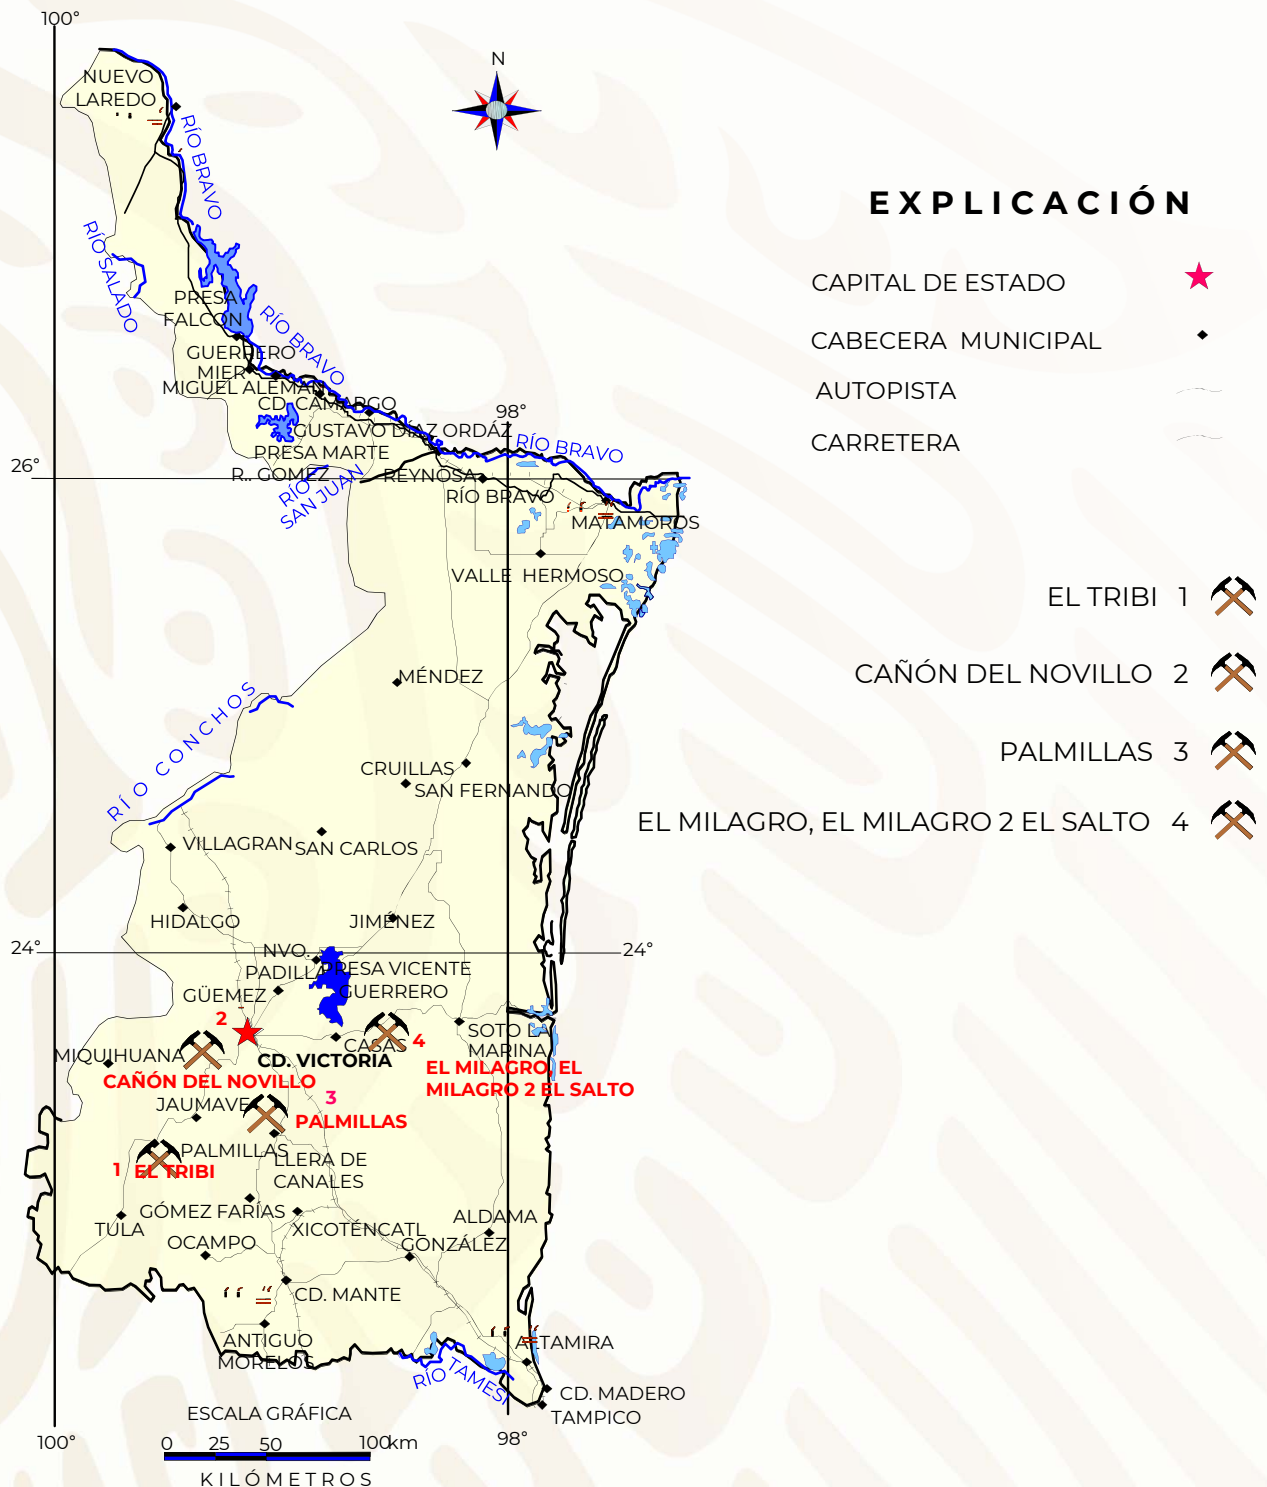 100°
N
NUEVO
LAREDO
RÍO BRAVO
RÍO SALADO
PRESA
FALCON
RÍO BRAVO
GUERRERO
MIER
MIGUEL ALEMAN
CD. CAMARGO
98°
GUSTAVO DÍAZ ORDÁZ
RÍO BRAVO
PRESA MARTE
R.. GOMEZ
26°
RÍO
SAN JUAN
REYNOSA
RÍO BRAVO
MATAMOROS
VALLE HERMOSO
MÉNDEZ
RÍO CONCHOS
CRUILLAS
SAN FERNANDO
VILLAGRAN
SAN CARLOS
HIDALGO
JIMÉNEZ
24°
24°
NVO.
PADILLA
PRESA VICENTE
GUERRERO
GÜEMEZ
2
SOTO LA
MARINA
CASAS
4
MIQUIHUANA
CD. VICTORIA
EL MILAGRO, EL
MILAGRO 2 EL SALTO
CAÑÓN DEL NOVILLO
JAUMAVE
3
PALMILLAS
PALMILLAS
1
EL TRIBI
LLERA DE
CANALES
GÓMEZ FARÍAS
TULA
XICOTÉNCATL
ALDAMA
OCAMPO
GONZÁLEZ
CD. MANTE
ANTIGUO
MORELOS
ALTAMIRA
RÍO TAMESI
CD. MADERO
TAMPICO
ESCALA GRÁFICA
100°
98°
0 25 50 100 km
KILÓMETROS
EXPLICACIÓN
CAPITAL DE ESTADO
CABECERA MUNICIPAL
AUTOPISTA
CARRETERA
EL TRIBI 1
CAÑÓN DEL NOVILLO 2
PALMILLAS 3
EL MILAGRO, EL MILAGRO 2 EL SALTO 4